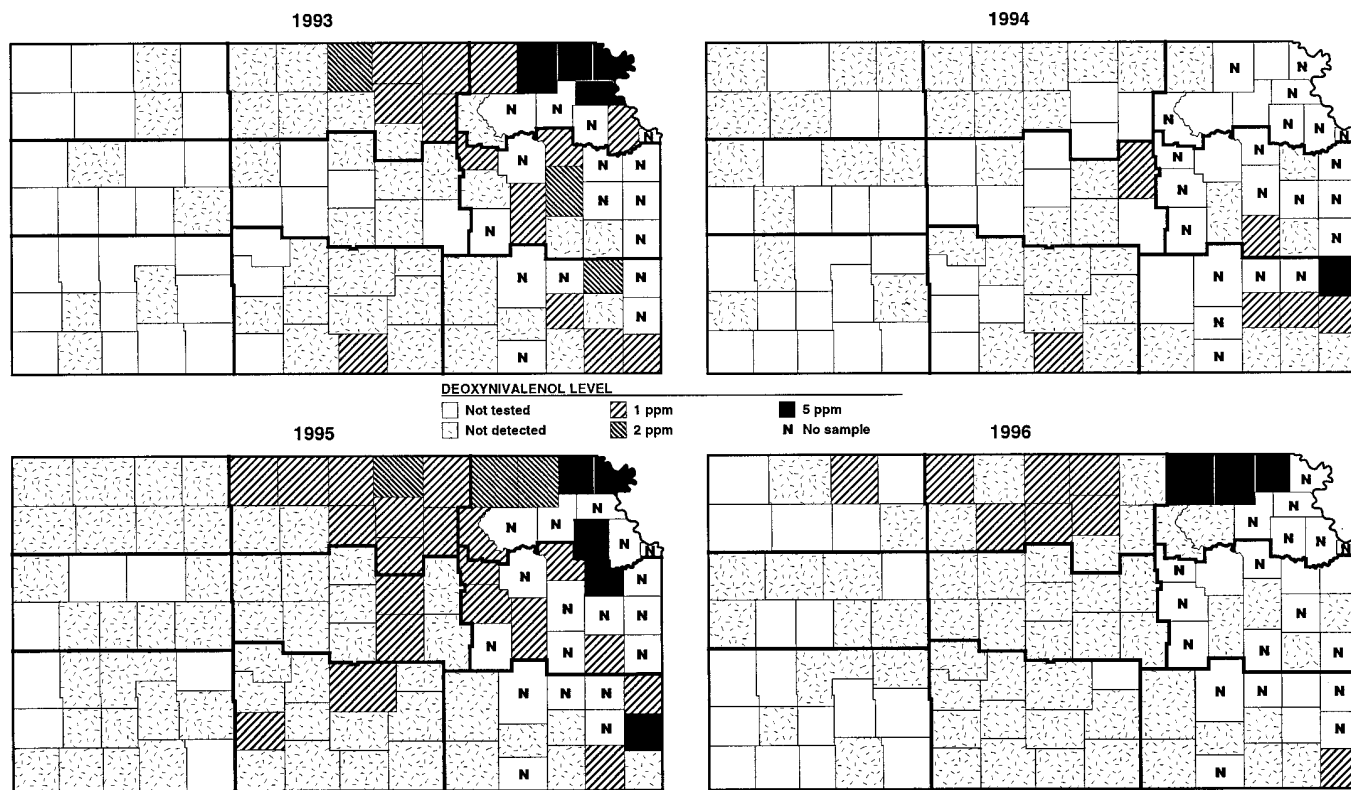 1993
N N
N
N
N N N
N N
N N
N N N
N
N
1994
N N
N
N N N N
N N N
N N N N
N N
N N N
N
N
DEOXYNIVALENOL LEVEL
Not tested
Not detected
1 ppm
2 ppm
5 ppm
N No sample
1995
N
N N
N N
N N
N N N
N N N
N N N
N
N
1996
N
N
N
N N N
N N
N N
N N
N N N
N N
N